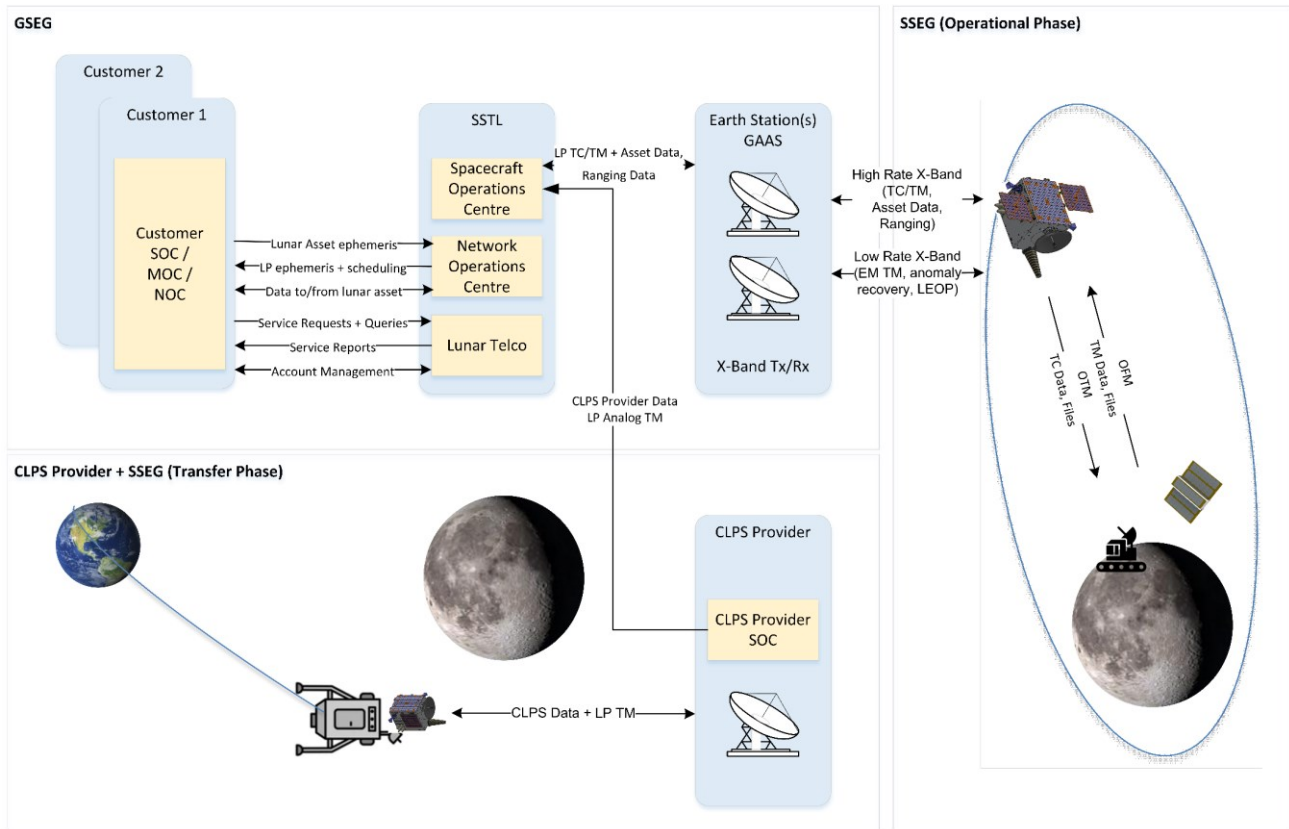 GSEG
Customer 2
Customer 1
Customer
SOC /
MOC /
NOC
Lunar Asset ephemeris
LP ephemeris + scheduling
Data to/from lunar asset
Service Requests + Queries
Service Reports
Account Management
SSTL
Spacecraft
Operations
Centre
Network
Operations
Centre
Lunar Telco
LP TC/TM + Asset Data,
Ranging Data
Earth Station(s)
GAAS
X-Band Tx/Rx
CLPS Provider Data
LP Analog TM
High Rate X-Band
(TC/TM,
Asset Data,
Ranging)
Low Rate X-Band
(EM TM, anomaly
recovery, LEOP)
SSEG (Operational Phase)
OFM
TM Data, Files
OTM
TC Data, Files
CLPS Provider + SSEG (Transfer Phase)
CLPS Data + LP TM
CLPS Provider
CLPS Provider
SOC